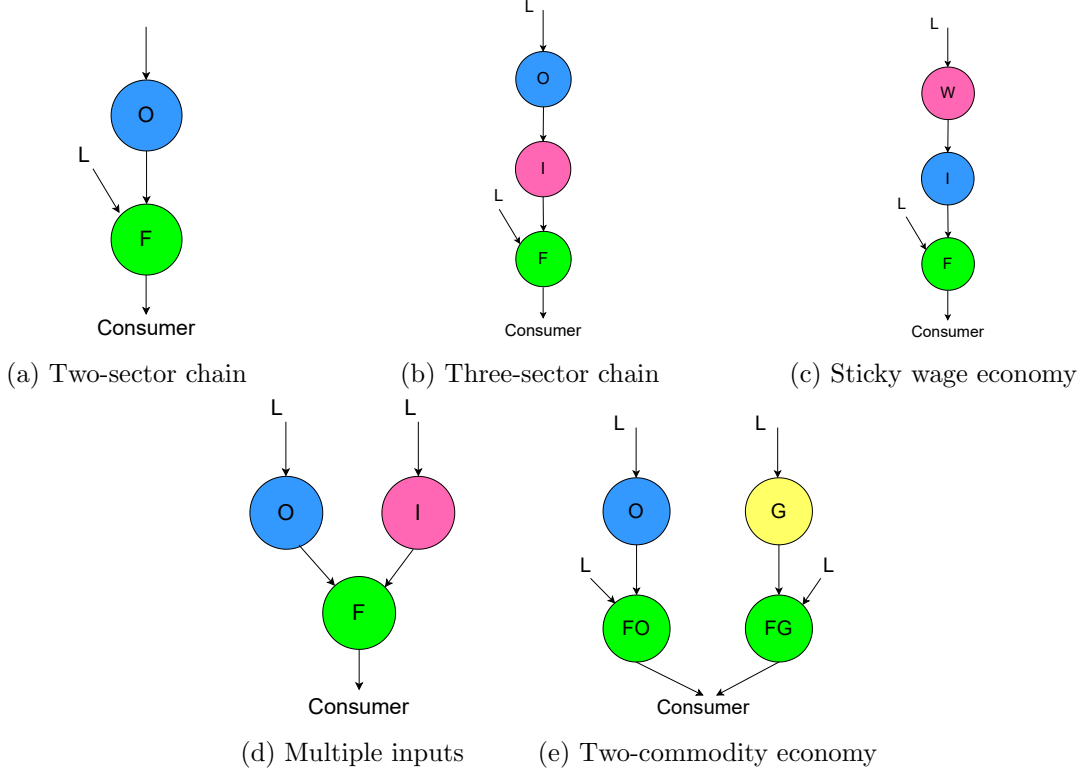 L
L
O
W
O
L
I
I
L
L
F
F
F
Consumer
Consumer
Consumer
(a) Two-sector chain
(b) Three-sector chain
(c) Sticky wage economy
L
L
L
L
O
I
O
G
L
L
F
FO
FG
Consumer
Consumer
(d) Multiple inputs
(e) Two-commodity economy